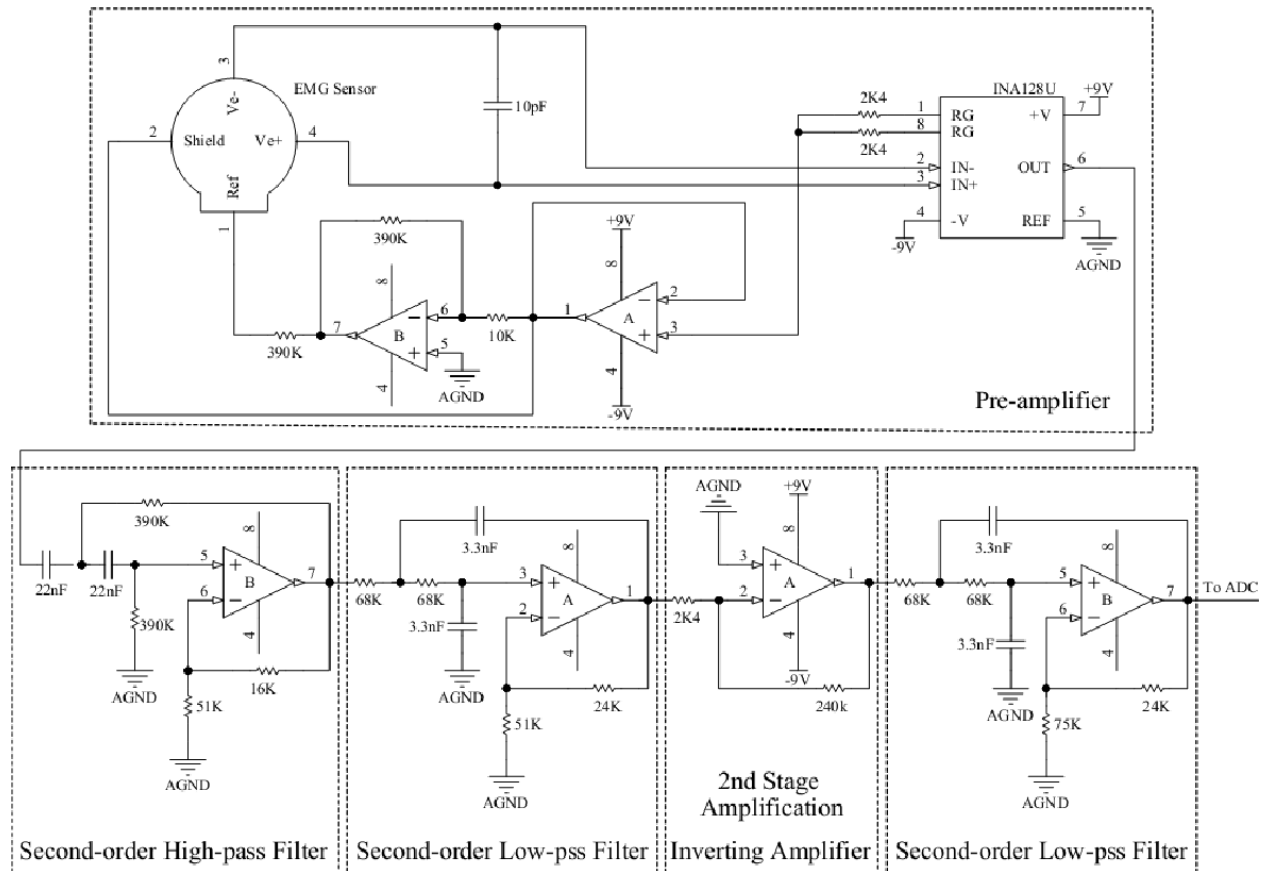 3
Ve-
EMG Sensor
2
Shield
Ve+
4
Ref
1
10pF
2K4
2K4
INA128U
+9V
1
RG
+V
7
8
RG
2
IN-
OUT
6
3
IN+
4
-V
REF
5
-9V
AGND
390K
+9V
8
8
7
B
−
6
+
5
10K
1
A
−
2
+
3
390K
4
AGND
4
-9V
Pre-amplifier
390K
22nF
22nF
5
+
6
−
B
8
7
4
390K
AGND
16K
51K
AGND
Second-order High-pass Filter
3.3nF
68K
68K
3
+
2
−
A
8
1
4
3.3nF
AGND
24K
51K
AGND
Second-order Low-pss Filter
AGND
+9V
8
3
+
2
−
A
1
2K4
4
-9V
240k
2nd Stage
Amplification
Inverting Amplifier
3.3nF
68K
68K
5
+
6
−
B
8
7
4
To ADC
3.3nF
AGND
24K
75K
AGND
Second-order Low-pss Filter